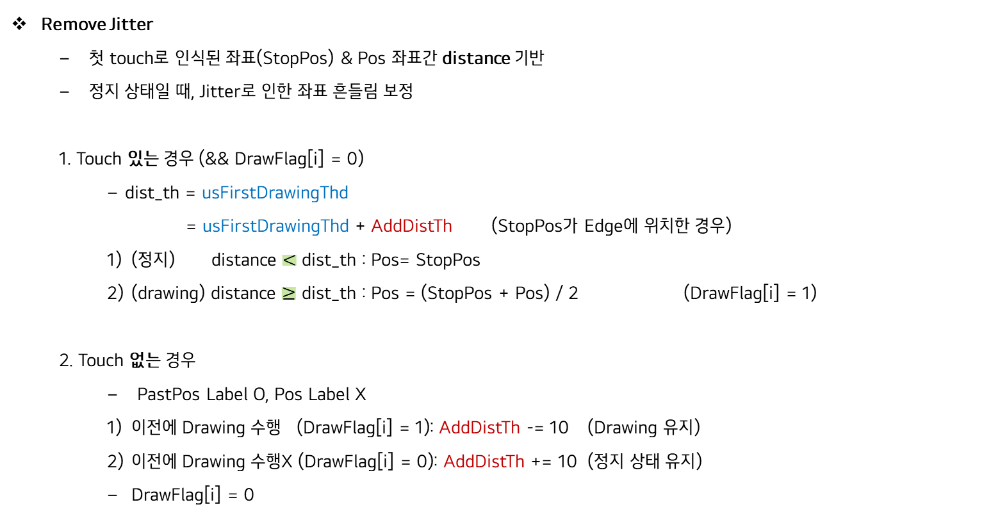 ❖ Remove Jitter
– 첫 touch로 인식된 좌표(StopPos) & Pos 좌표간 distance 기반
– 정지 상태일 때, Jitter로 인한 좌표 흔들림 보정
1. Touch 있는 경우 (&& DrawFlag[i] = 0)
– dist_th = usFirstDrawingThd
= usFirstDrawingThd + AddDistTh (StopPos가 Edge에 위치한 경우)
1) (정지) distance < dist_th : Pos= StopPos
2) (drawing) distance ≥ dist_th : Pos = (StopPos + Pos) / 2 (DrawFlag[i] = 1)
2. Touch 없는 경우
– PastPos Label O, Pos Label X
1) 이전에 Drawing 수행 (DrawFlag[i] = 1): AddDistTh -= 10 (Drawing 유지)
2) 이전에 Drawing 수행X (DrawFlag[i] = 0): AddDistTh += 10 (정지 상태 유지)
– DrawFlag[i] = 0